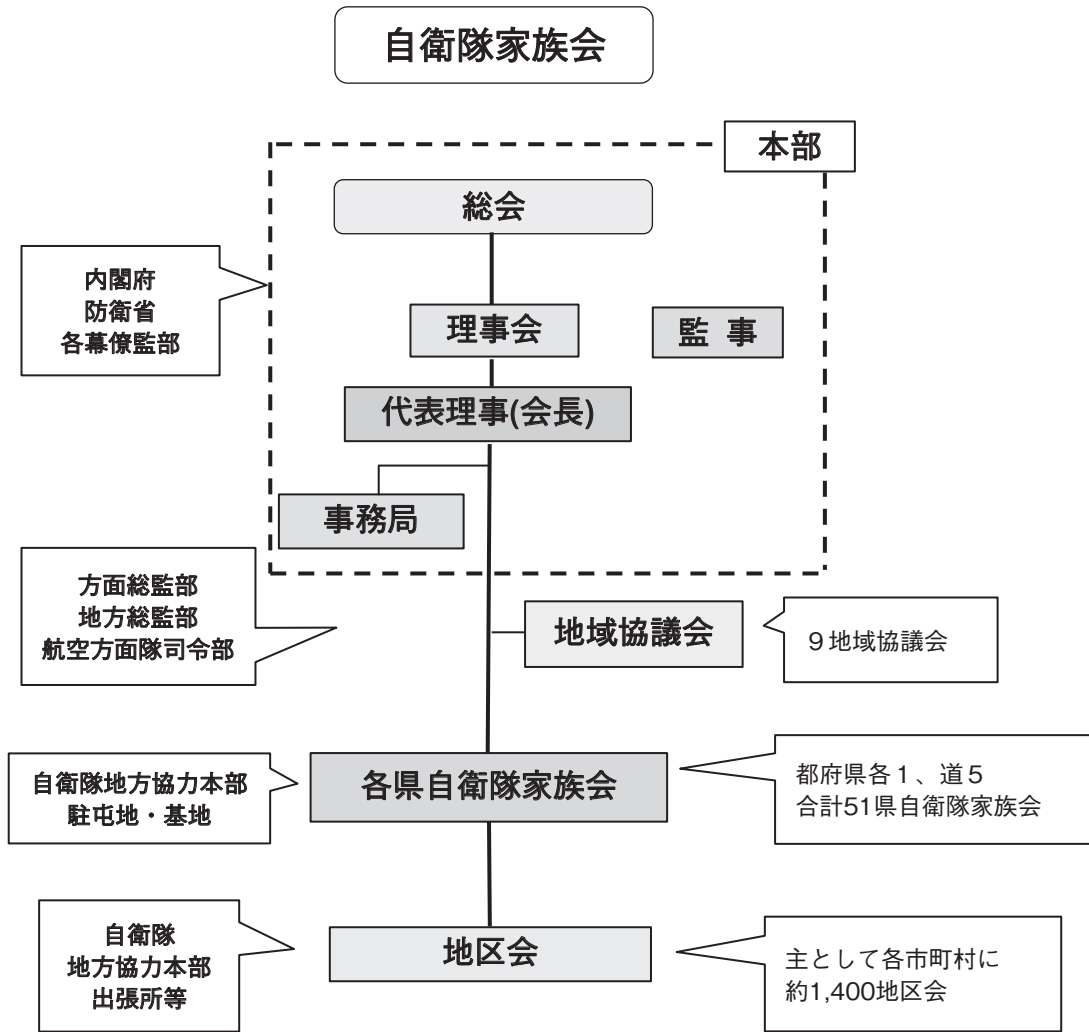 自衛隊家族会
本部
総会
内閣府
防衛省
各幕僚監部
理事会
監 事
代表理事(会長)
事務局
方面総監部
地方総監部
航空方面隊司令部
地域協議会
９地域協議会
自衛隊地方協力本部
駐屯地・基地
各県自衛隊家族会
都府県各１、道５
合計51県自衛隊家族会
自衛隊
地方協力本部
出張所等
地区会
主として各市町村に
約1,400地区会